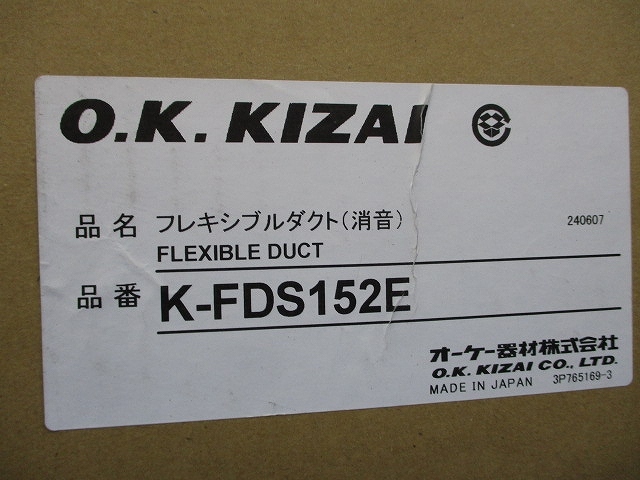 O.K. KIZAI
品名 フレキシブルダクト(消音) 240607
FLEXIBLE DUCT
品番 K-FDS152E
オーケー器材株式会社
O.K. KIZAI CO., LTD.
MADE IN JAPAN 3P765169-3